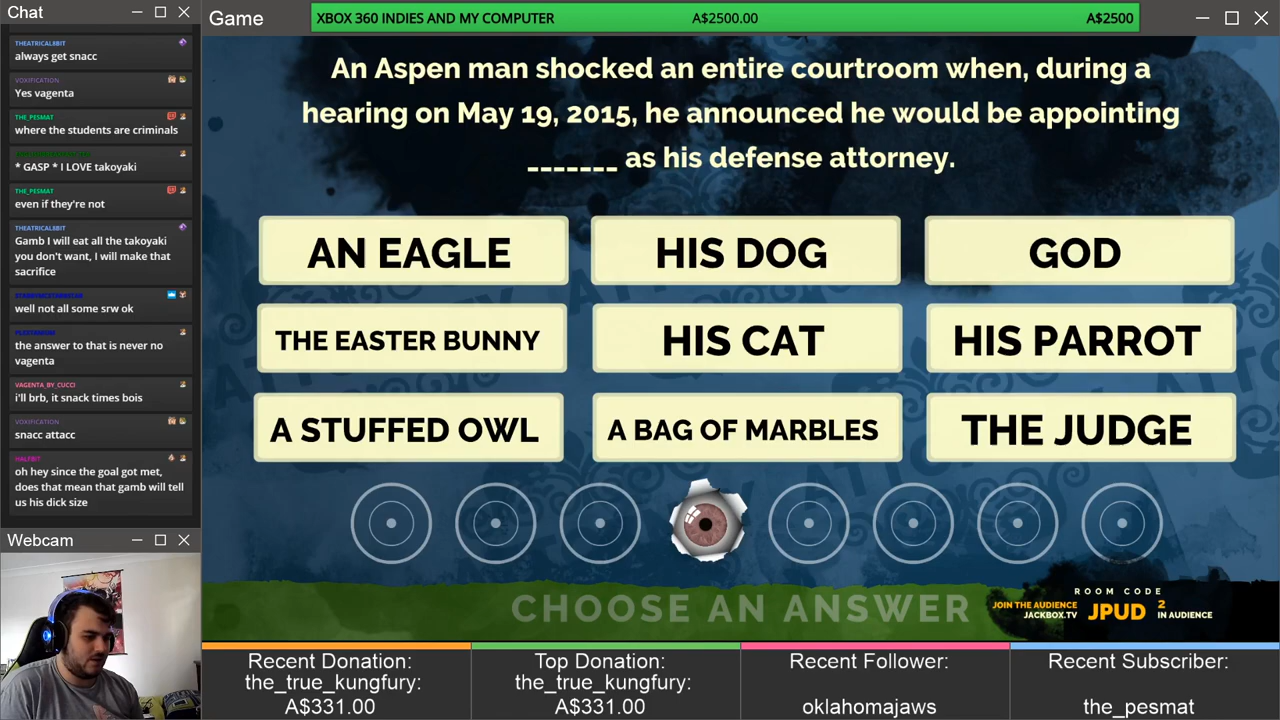 Chat
THEATRICAL8BIT
always get snacc
VOXIFICATION
Yes vagenta
THE_PESMAT
where the students are criminals
* GASP * I LOVE takoyaki
THE_PESMAT
even if they're not
THEATRICAL8BIT
Gamb I will eat all the takoyaki
you don't want, I will make that
sacrifice
well not all some srw ok
the answer to that is never no
vagenta
VAGENTA_BY_CUCCI
i'll brb, it snack times bois
VOXIFICATION
snacc attacc
HALFBIT
oh hey since the goal got met,
does that mean that gamb will tell
us his dick size
Webcam
Game
XBOX 360 INDIES AND MY COMPUTER
A$2500.00
A$2500
An Aspen man shocked an entire courtroom when, during a
hearing on May 19, 2015, he announced he would be appointing
_______ as his defense attorney.
AN EAGLE
HIS DOG
GOD
THE EASTER BUNNY
HIS CAT
HIS PARROT
A STUFFED OWL
A BAG OF MARBLES
THE JUDGE
CHOOSE AN ANSWER
ROOM CODE
JOIN THE AUDIENCE
JACKBOX.TV
JPUD
2
IN AUDIENCE
Recent Donation:
the_true_kungfury:
A$331.00
Top Donation:
the_true_kungfury:
A$331.00
Recent Follower:
oklahomajaws
Recent Subscriber:
the_pesmat